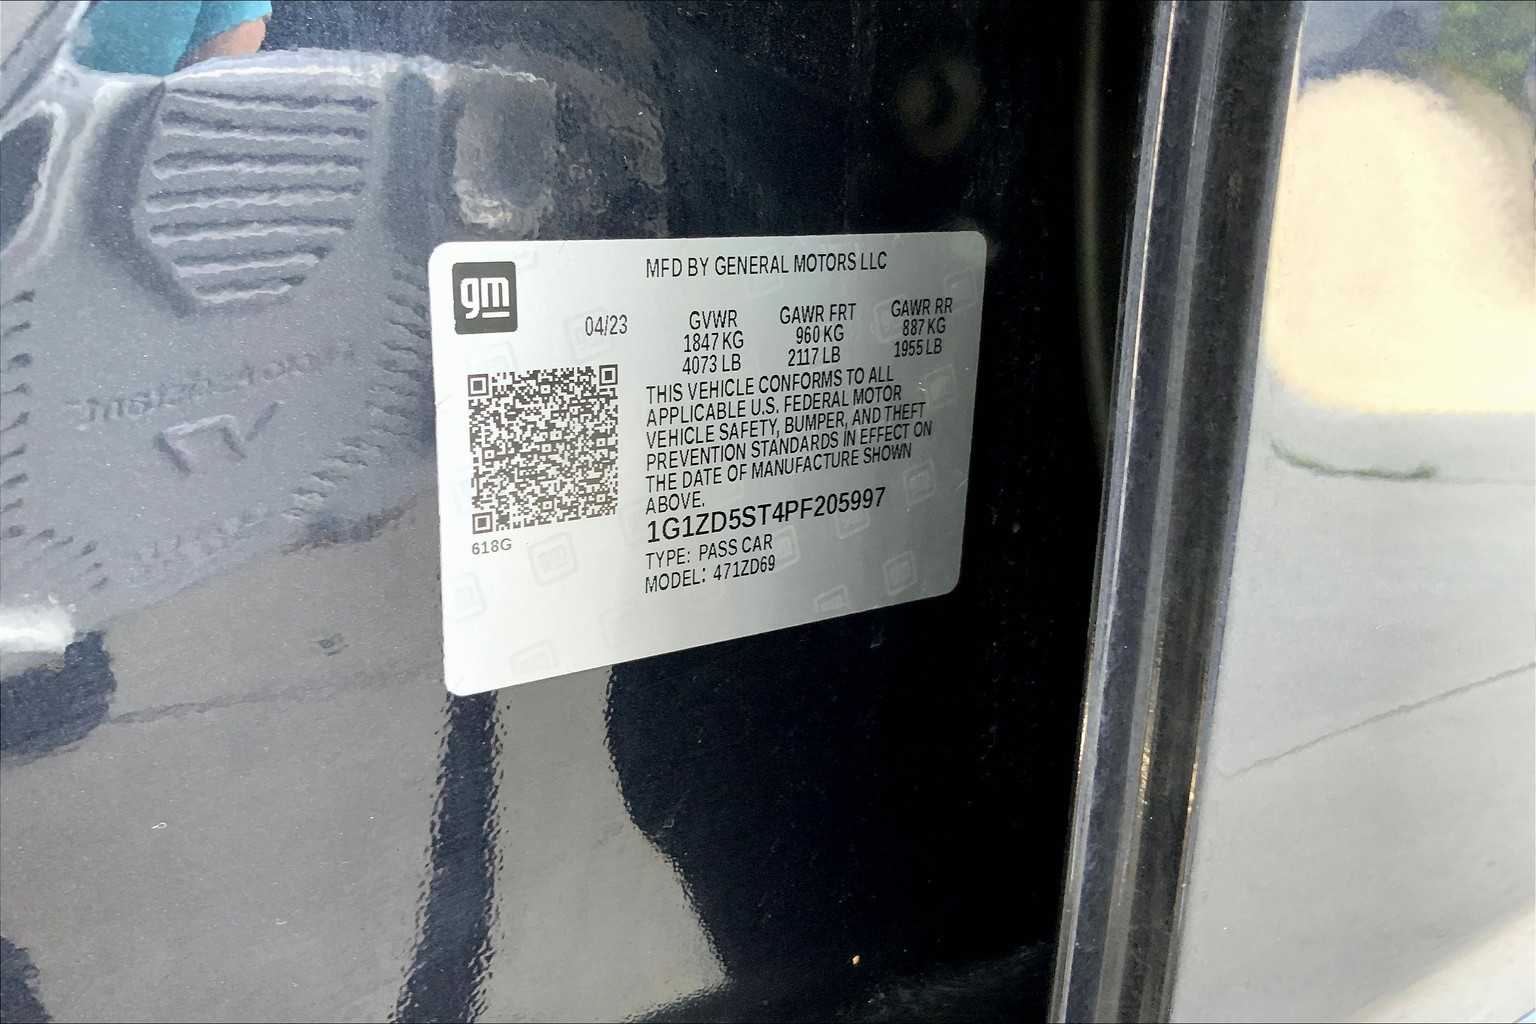 gm
MFD BY GENERAL MOTORS LLC
04/23
GVWR
1847 KG
4073 LB
GAWR FRT
960 KG
2117 LB
GAWR RR
887 KG
1955 LB
THIS VEHICLE CONFORMS TO ALL
APPLICABLE U.S. FEDERAL MOTOR
VEHICLE SAFETY, BUMPER, AND THEFT
PREVENTION STANDARDS IN EFFECT ON
THE DATE OF MANUFACTURE SHOWN
ABOVE.
1G1ZD5ST4PF205997
TYPE: PASS CAR
MODEL: 471ZD69
618G